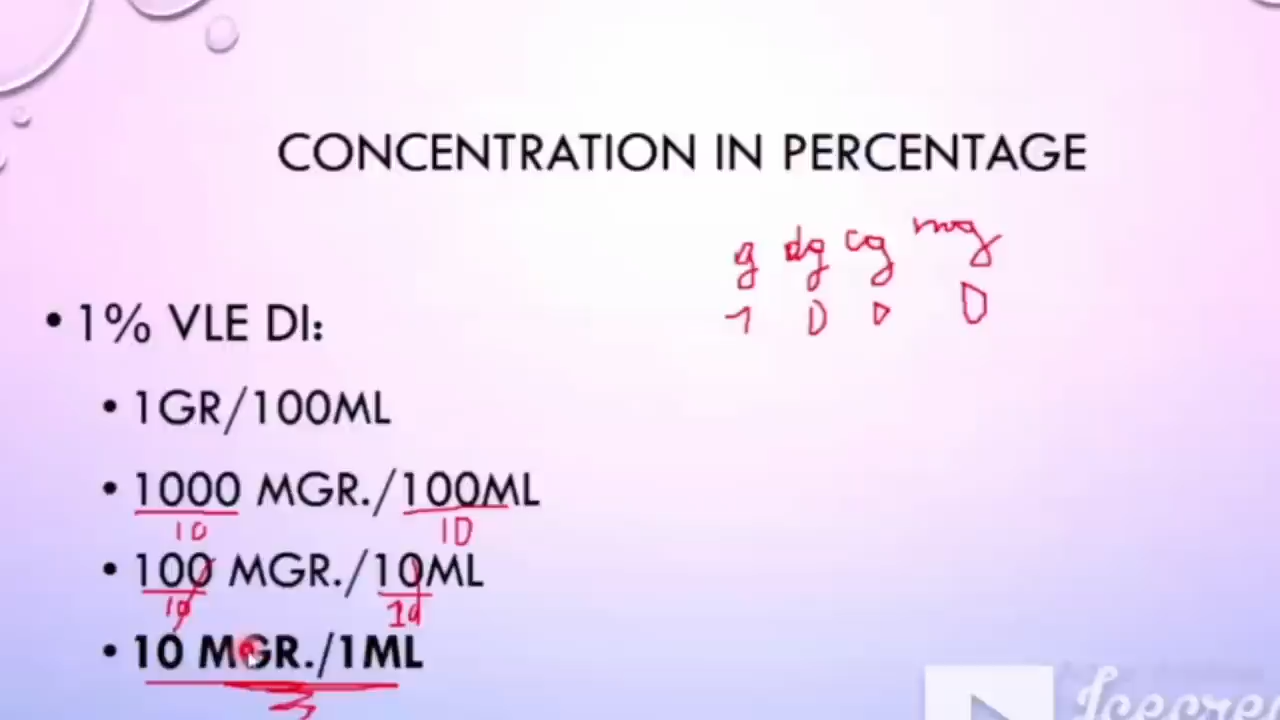 CONCENTRATION IN PERCENTAGE
g dg cg mg
1 0 0 0
• 1% VLE DI:
• 1GR/100ML
• 1000 MGR./100ML
10 10
• 100 MGR./10ML
10 10
• 10 MGR./1ML